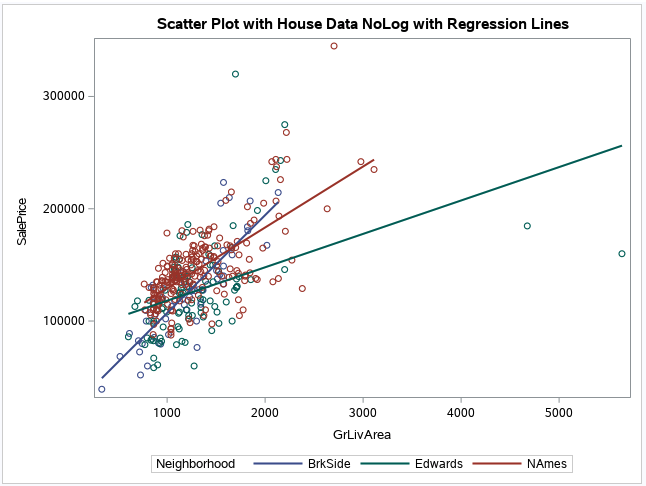 Scatter Plot with House Data NoLog with Regression Lines
SalePrice
300000
200000
100000
1000 2000 3000 4000 5000
GrLivArea
Neighborhood BrkSide Edwards NAmes